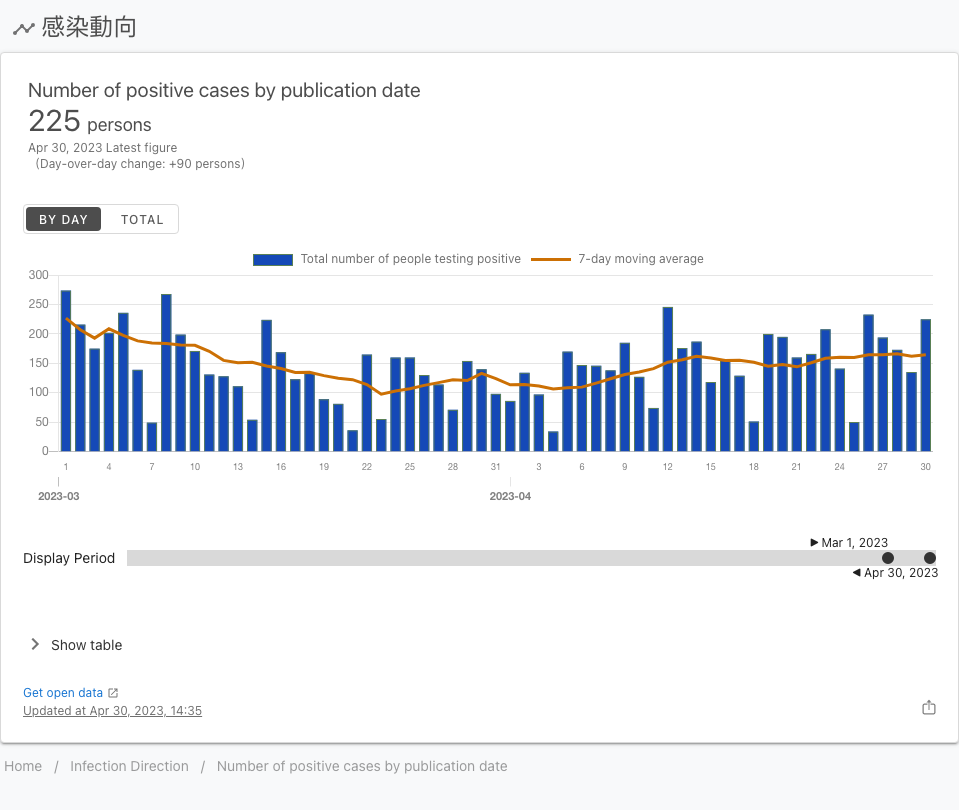 感染動向
Number of positive cases by publication date
225 persons
Apr 30, 2023 Latest figure
(Day-over-day change: +90 persons)
BY DAY TOTAL
Total number of people testing positive 7-day moving average
300
250
200
150
100
50
0
1 4 7 10 13 16 19 22 25 28 31 3 6 9 12 15 18 21 24 27 30
2023-03 2023-04
Mar 1, 2023
Display Period
Apr 30, 2023
Show table
Get open data
Updated at Apr 30, 2023, 14:35
Home / Infection Direction / Number of positive cases by publication date